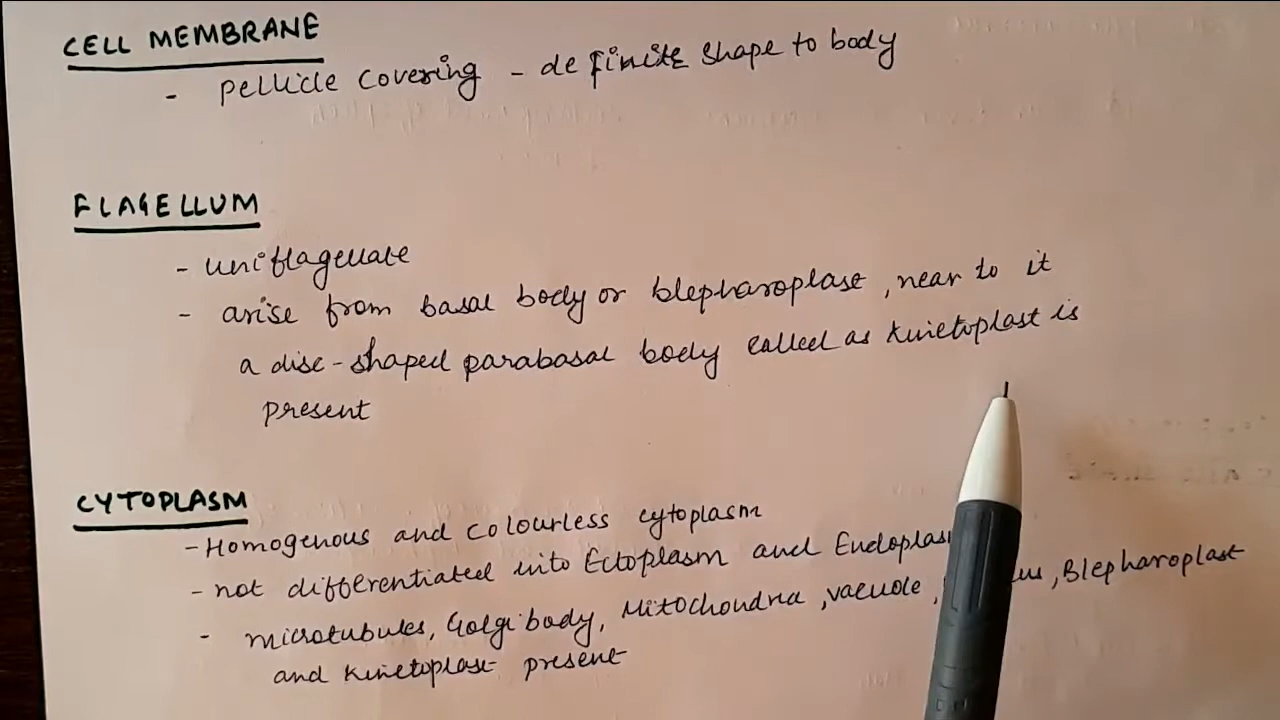 CELL MEMBRANE
- pellicle covering - definite shape to body
FLAGELLUM
- uniflagellate
- arise from basal body or blepharoplast, near to it
a disc-shaped parabasal body called as kinetoplast is
present
CYTOPLASM
- Homogenous and colourless cytoplasm
- not differentiated into Ectoplasm and
- microtubules, Golgi body, Mitochondria, vacuole, , Blepharoplast
and kinetoplast present